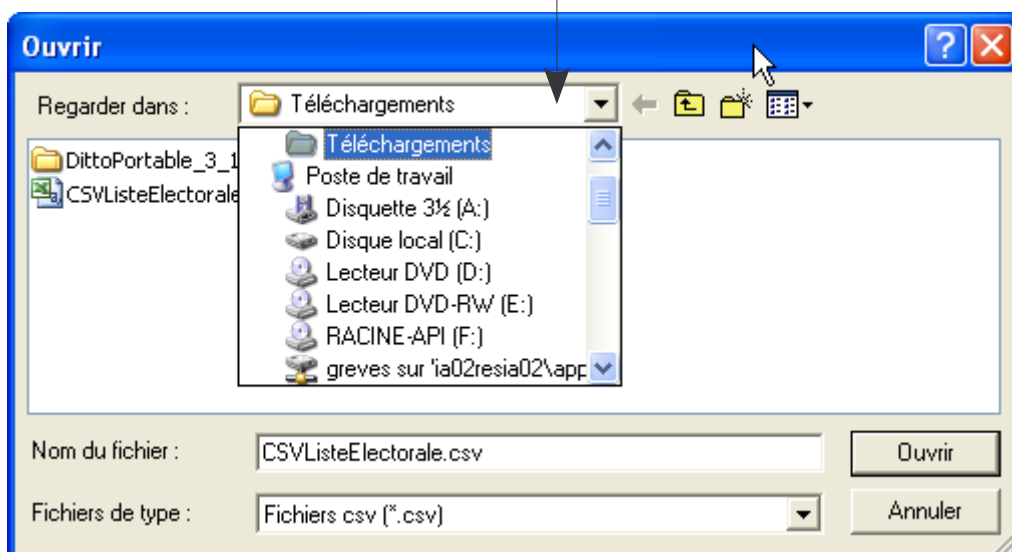 Ouvrir
Regarder dans :
Téléchargements
Téléchargements
DittoPortable_3_1
Poste de travail
CSVListeElectorale
Disquette 3½ (A:)
Disque local (C:)
Lecteur DVD (D:)
Lecteur DVD-RW (E:)
RACINE-API (F:)
greves sur 'ia02resia02\app
Nom du fichier :
CSVListeElectorale.csv
Ouvrir
Fichiers de type :
Fichiers csv (*.csv)
Annuler